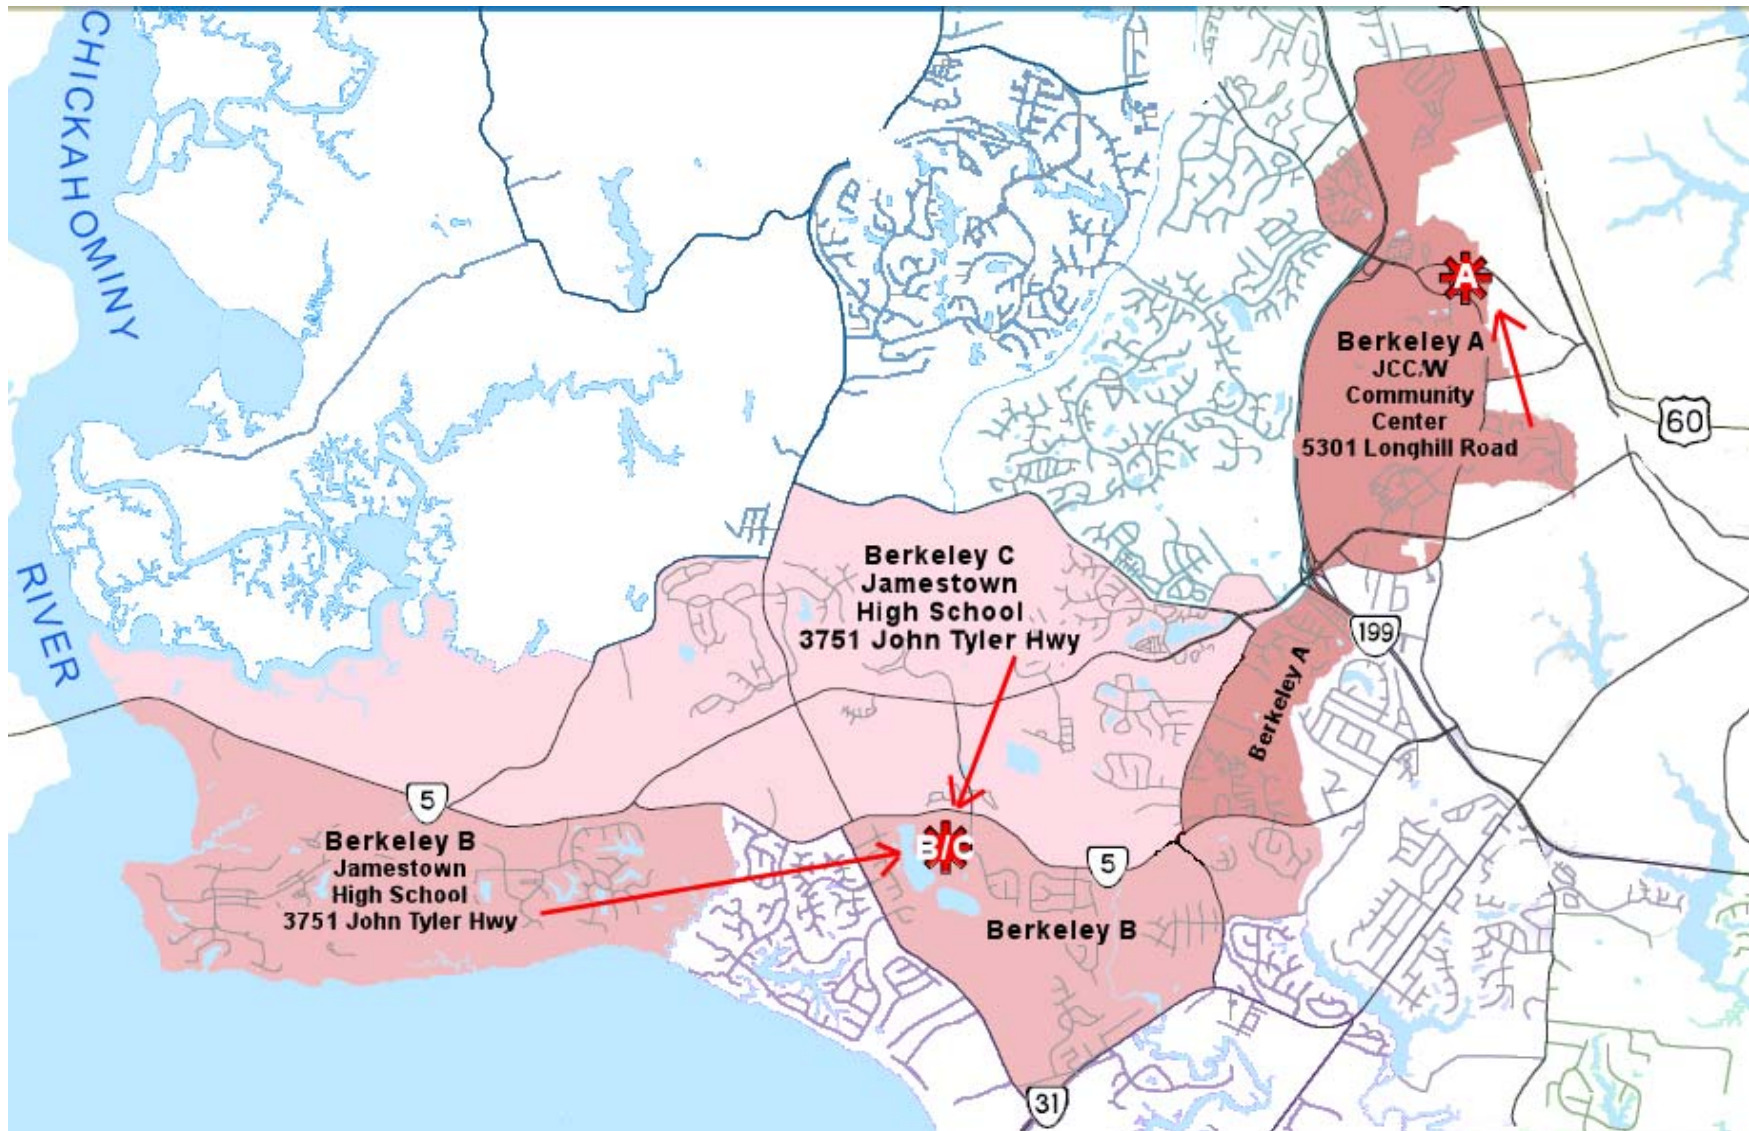 CHICKAHOMINY
RIVER
A
Berkeley A
JCC/W
Community
Center
5301 Longhill Road
60
Berkeley C
Jamestown
High School
3751 John Tyler Hwy
199
Berkeley A
5
Berkeley B
Jamestown
High School
3751 John Tyler Hwy
B/C
5
Berkeley B
31